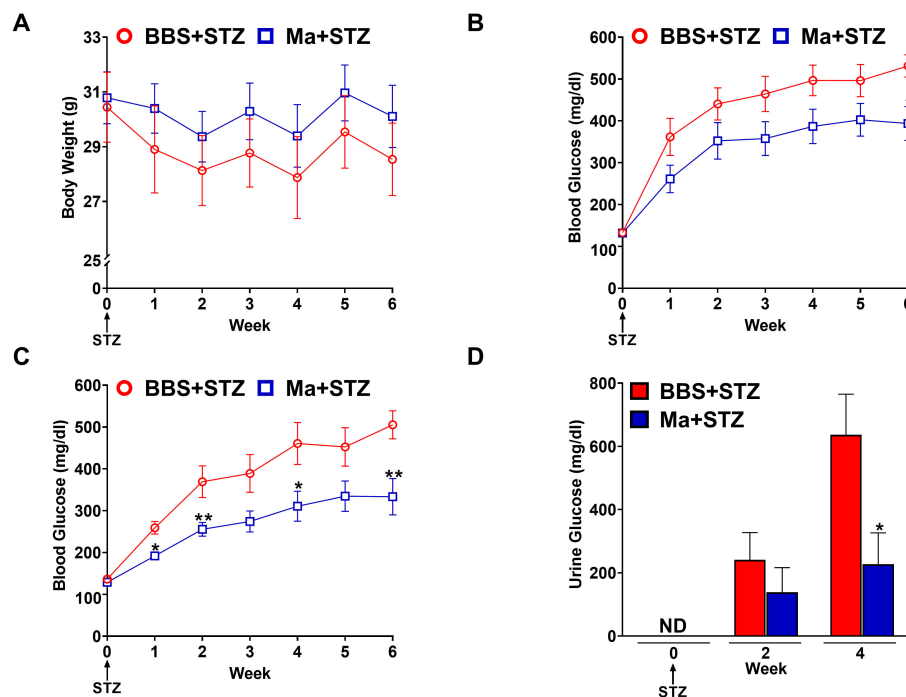 A
BBS+STZ Ma+STZ
Body Weight (g)
33
31
29
27
25
0
0 1 2 3 4 5 6
Week
STZ
B
BBS+STZ Ma+STZ
Blood Glucose (mg/dl)
600
500
400
300
200
100
0
0 1 2 3 4 5 6
Week
STZ
C
BBS+STZ Ma+STZ
Blood Glucose (mg/dl)
600
500
400
300
200
100
0
* ** * **
0 1 2 3 4 5 6
Week
STZ
D
BBS+STZ
Ma+STZ
Urine Glucose (mg/dl)
800
600
400
200
0
ND
*
0 2 4
Week
STZ